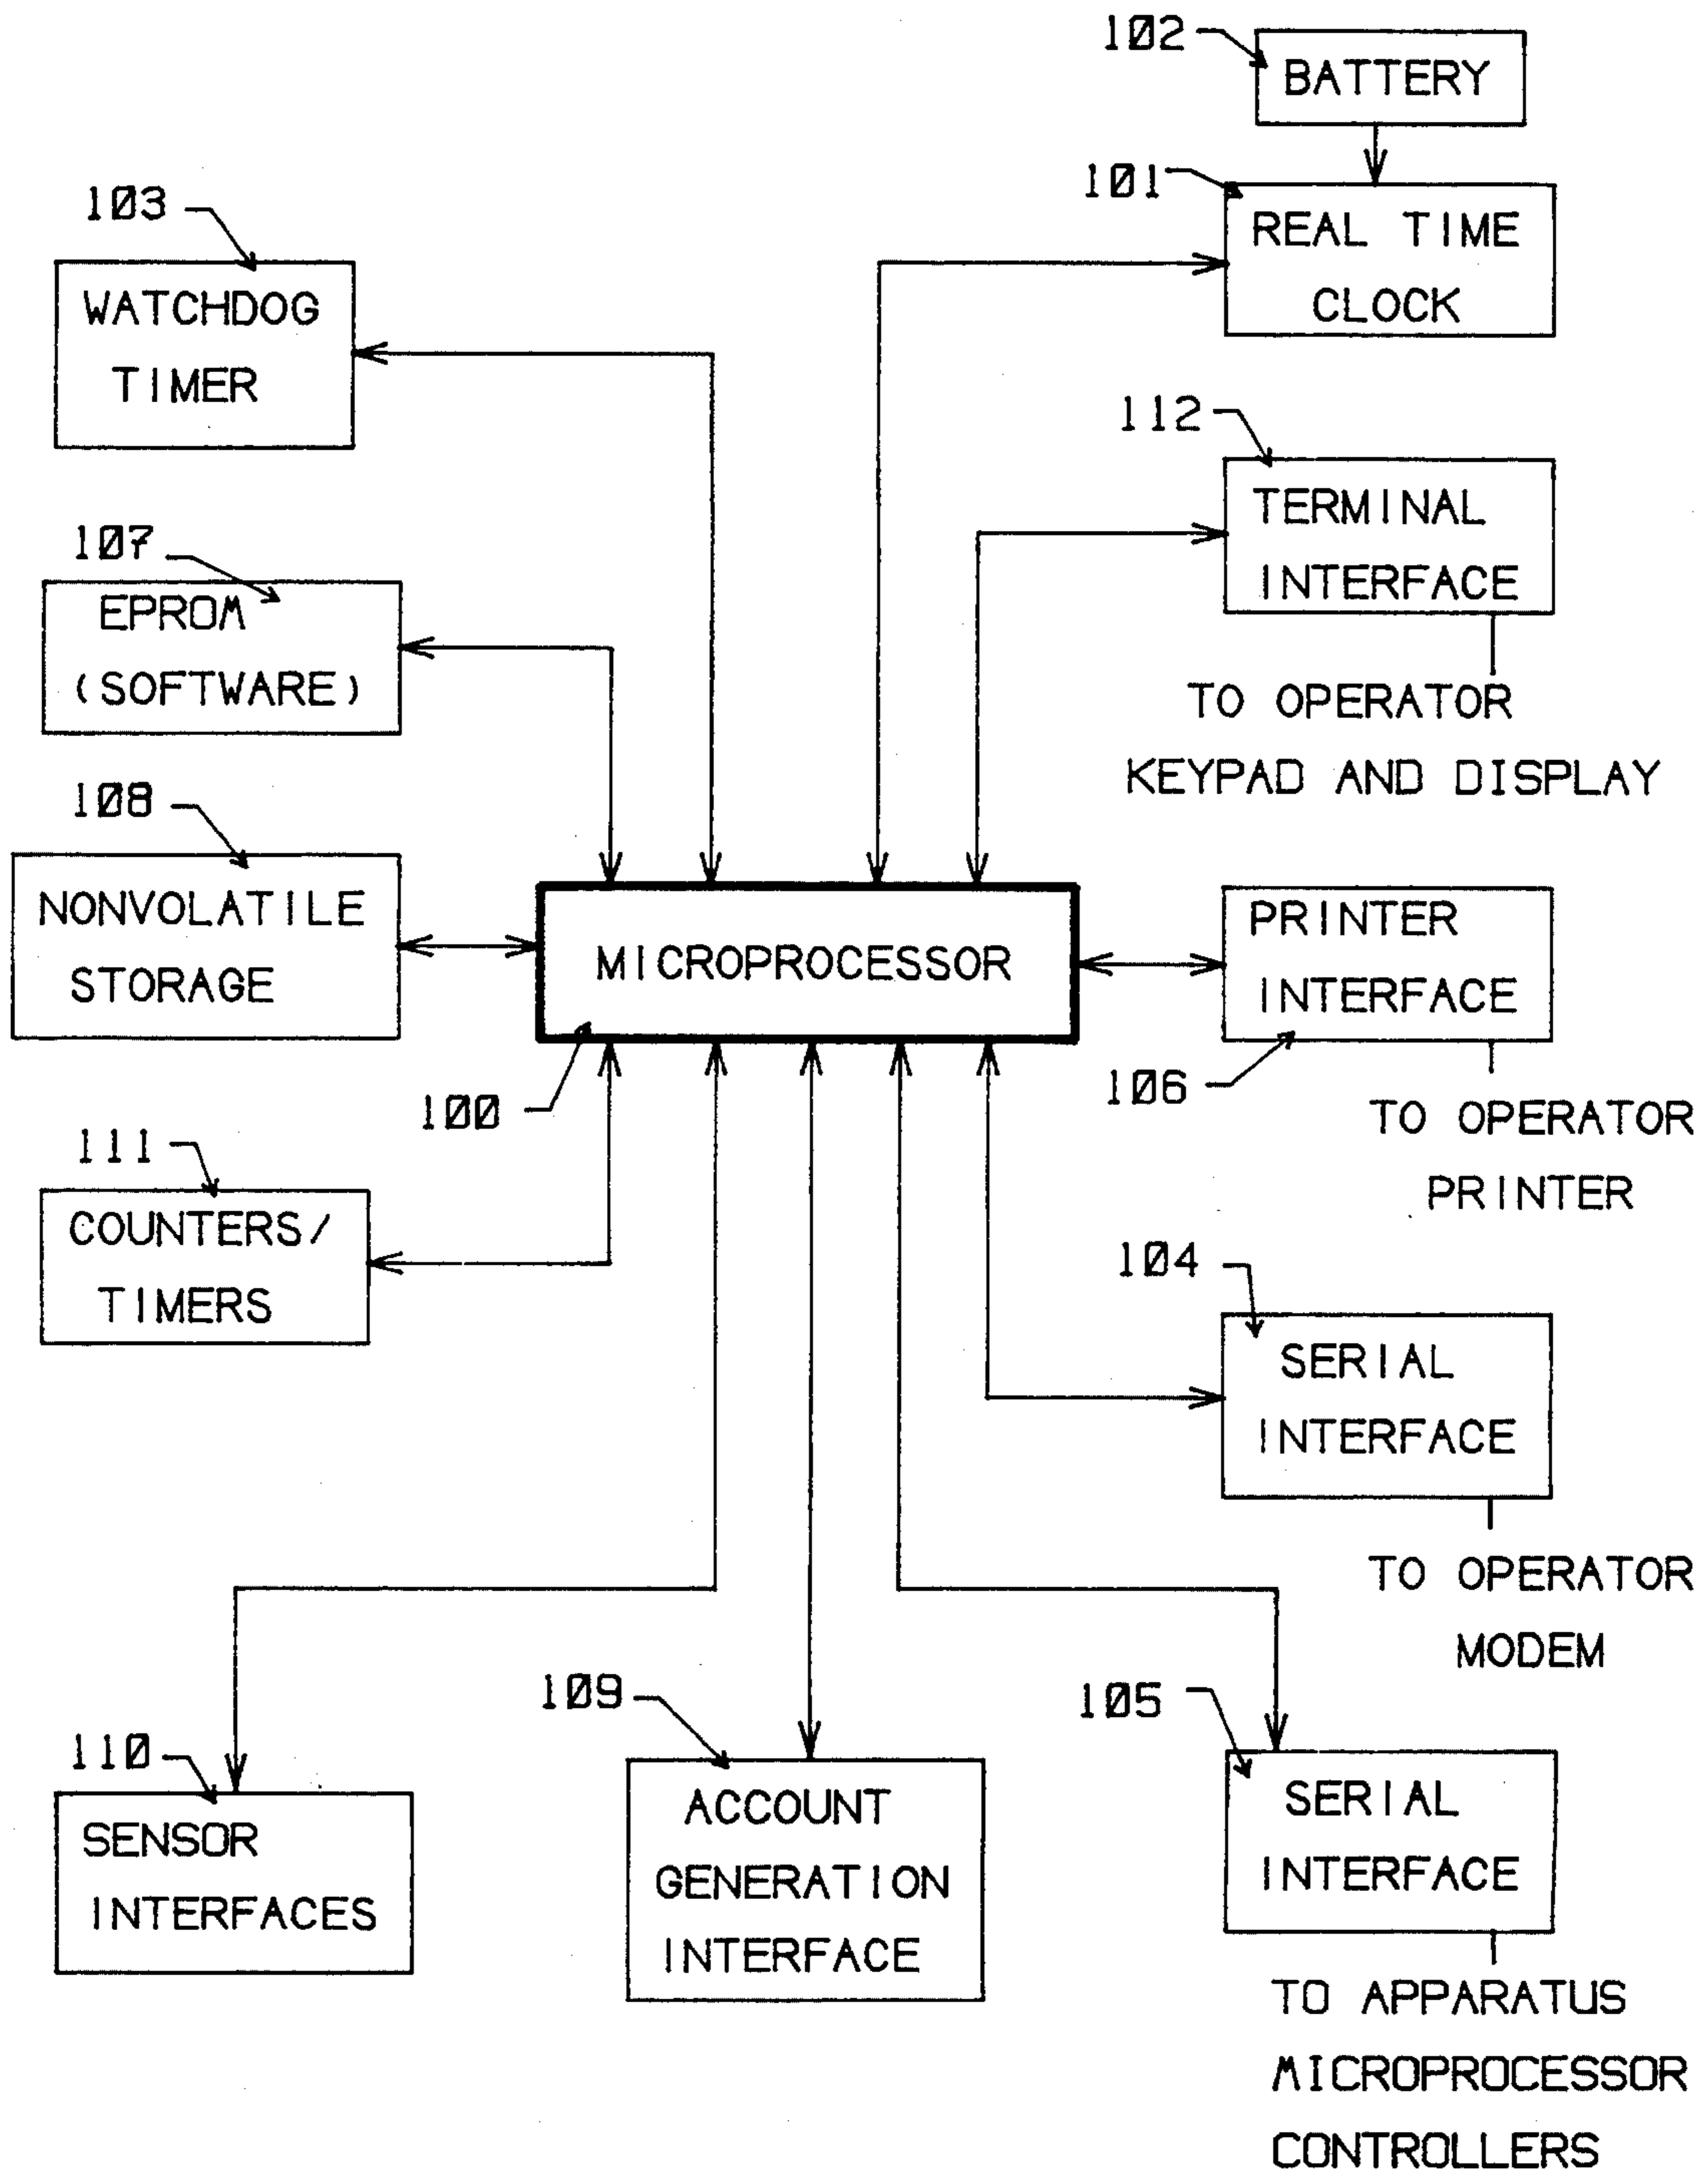 102
BATTERY
101
REAL TIME
CLOCK
103
WATCHDOG
TIMER
112
TERMINAL
INTERFACE
TO OPERATOR
KEYPAD AND DISPLAY
107
EPROM
(SOFTWARE)
108
NONVOLATILE
STORAGE
MICROPROCESSOR
100
PRINTER
INTERFACE
106
TO OPERATOR
PRINTER
111
COUNTERS/
TIMERS
104
SERIAL
INTERFACE
TO OPERATOR
MODEM
110
SENSOR
INTERFACES
109
ACCOUNT
GENERATION
INTERFACE
105
SERIAL
INTERFACE
TO APPARATUS
MICROPROCESSOR
CONTROLLERS